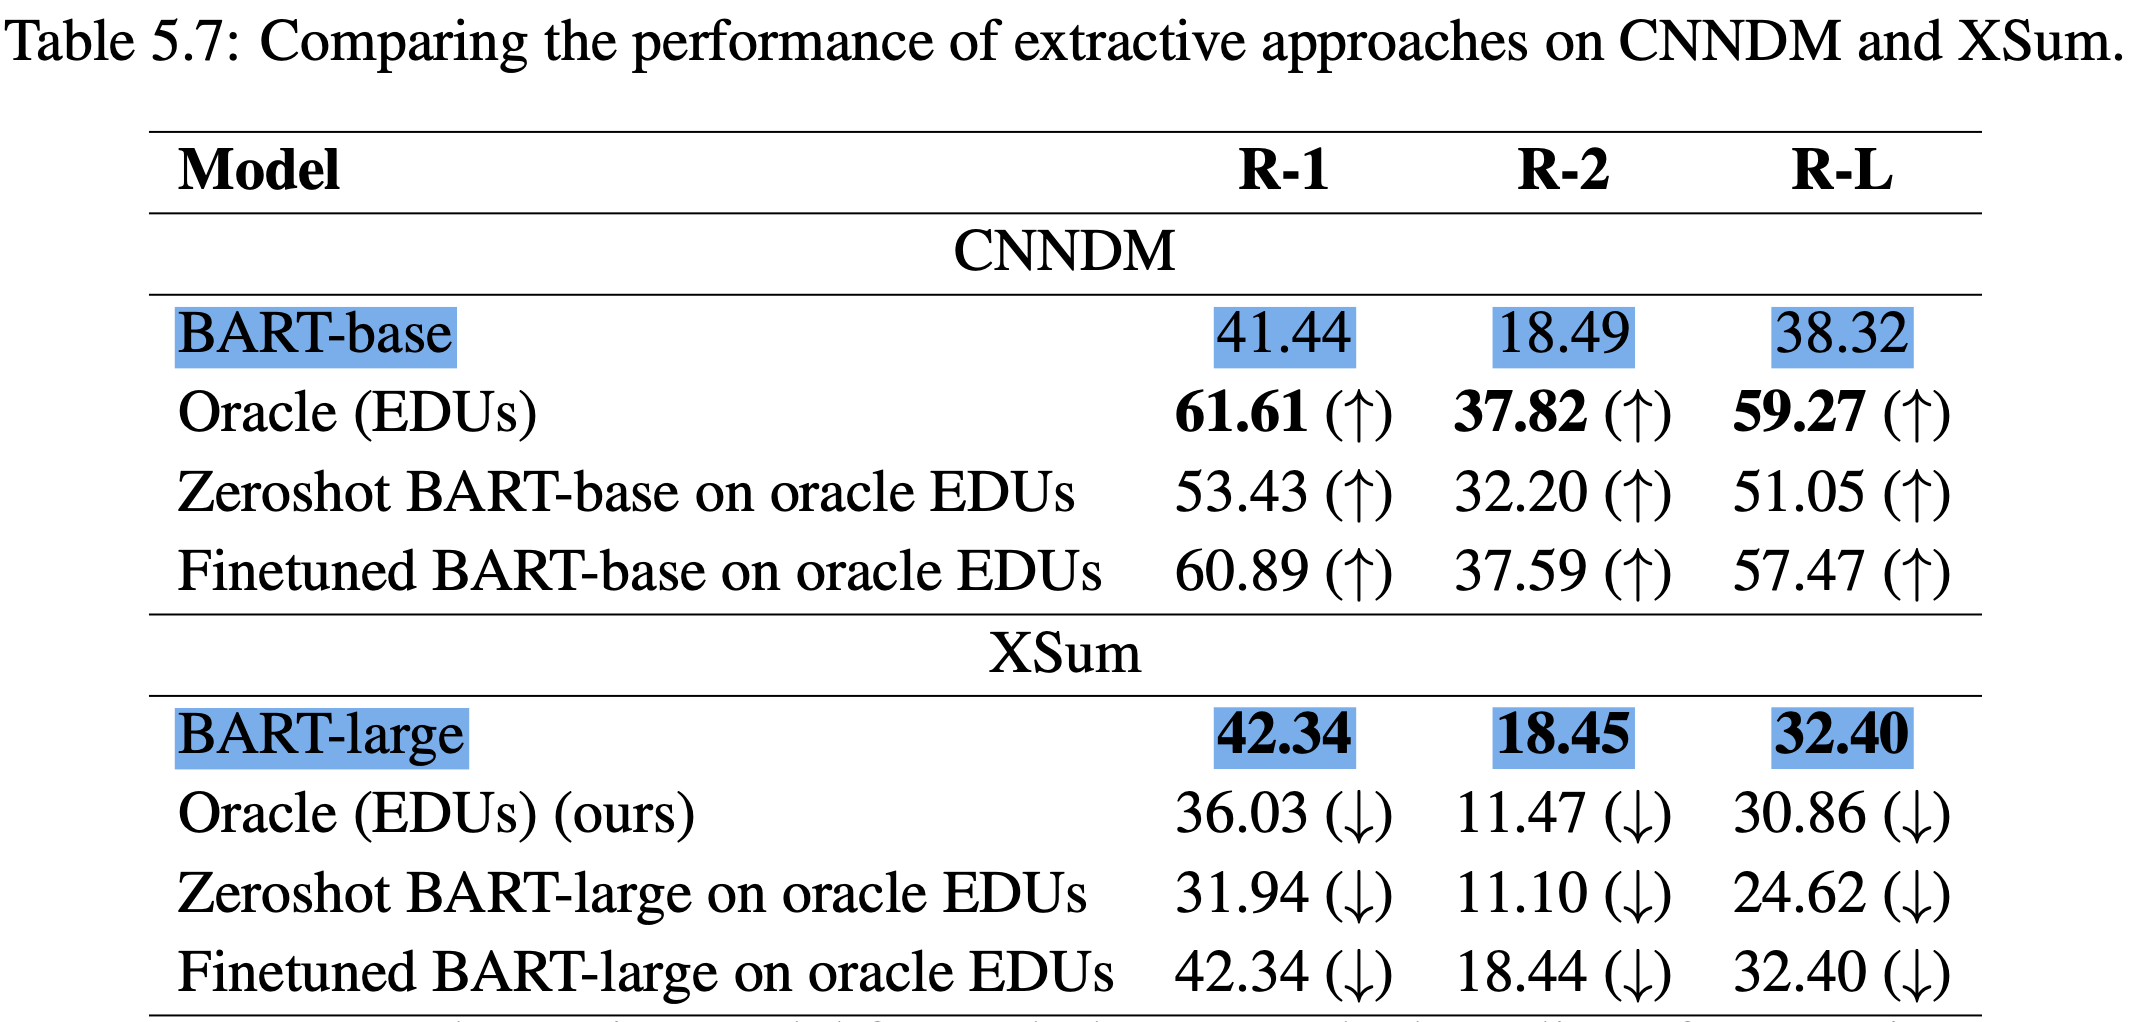 Table 5.7: Comparing the performance of extractive approaches on CNNDM and XSum.
Model R-1 R-2 R-L
CNNDM
BART-base 41.44 18.49 38.32
Oracle (EDUs) 61.61 (↑) 37.82 (↑) 59.27 (↑)
Zeroshot BART-base on oracle EDUs 53.43 (↑) 32.20 (↑) 51.05 (↑)
Finetuned BART-base on oracle EDUs 60.89 (↑) 37.59 (↑) 57.47 (↑)
XSum
BART-large 42.34 18.45 32.40
Oracle (EDUs) (ours) 36.03 (↓) 11.47 (↓) 30.86 (↓)
Zeroshot BART-large on oracle EDUs 31.94 (↓) 11.10 (↓) 24.62 (↓)
Finetuned BART-large on oracle EDUs 42.34 (↓) 18.44 (↓) 32.40 (↓)